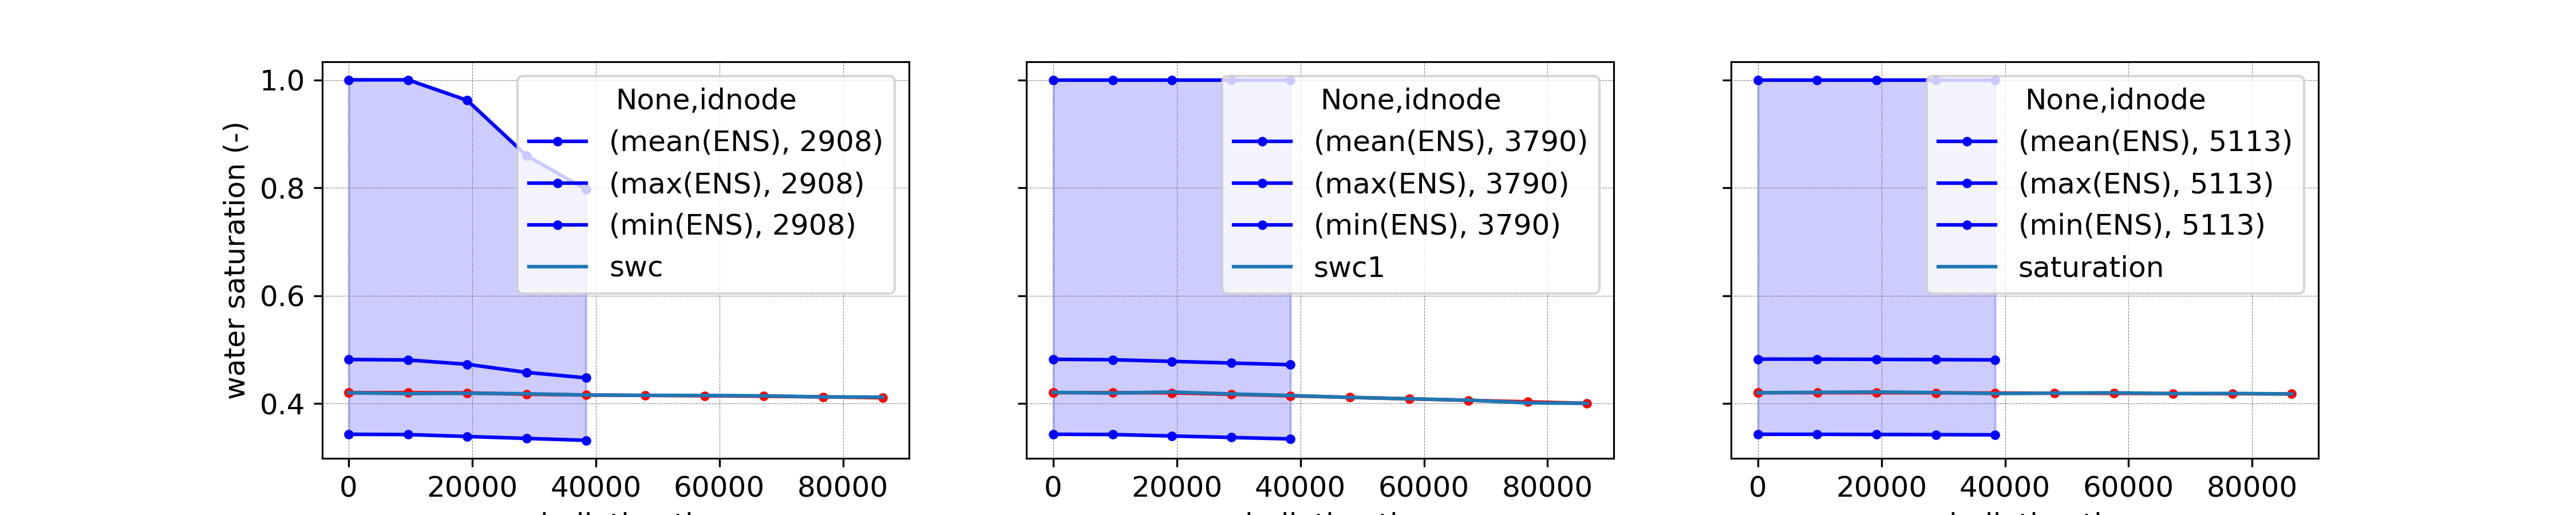 water saturation (-)
1.0
0.8
0.6
0.4
None,idnode
(mean(ENS), 2908)
(max(ENS), 2908)
(min(ENS), 2908)
swc
0 20000 40000 60000 80000
None,idnode
(mean(ENS), 3790)
(max(ENS), 3790)
(min(ENS), 3790)
swc1
0 20000 40000 60000 80000
None,idnode
(mean(ENS), 5113)
(max(ENS), 5113)
(min(ENS), 5113)
saturation
0 20000 40000 60000 80000